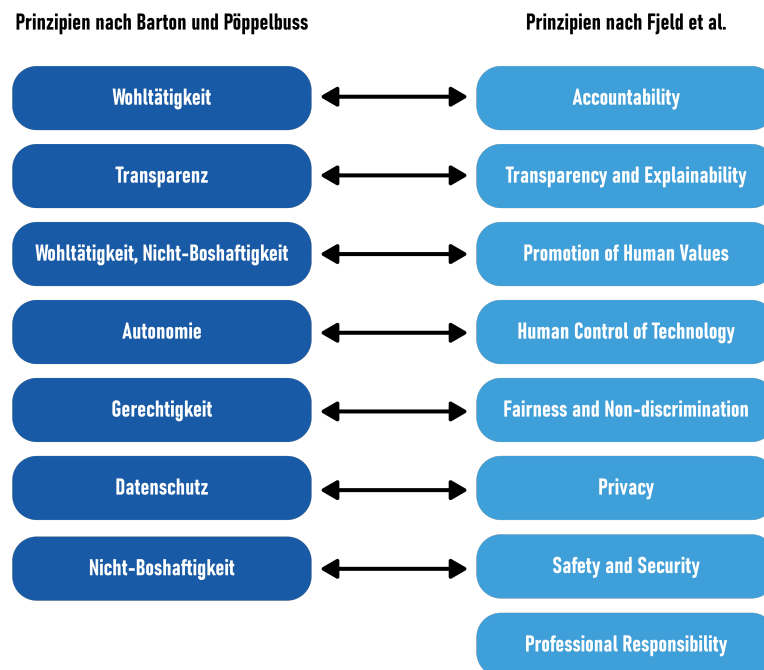 Prinzipien nach Barton und Pöppelbuss
Prinzipien nach Fjeld et al.
Wohltätigkeit
Accountability
Transparenz
Transparency and Explainability
Wohltätigkeit, Nicht-Boshaftigkeit
Promotion of Human Values
Autonomie
Human Control of Technology
Gerechtigkeit
Fairness and Non-discrimination
Datenschutz
Privacy
Nicht-Boshaftigkeit
Safety and Security
Professional Responsibility